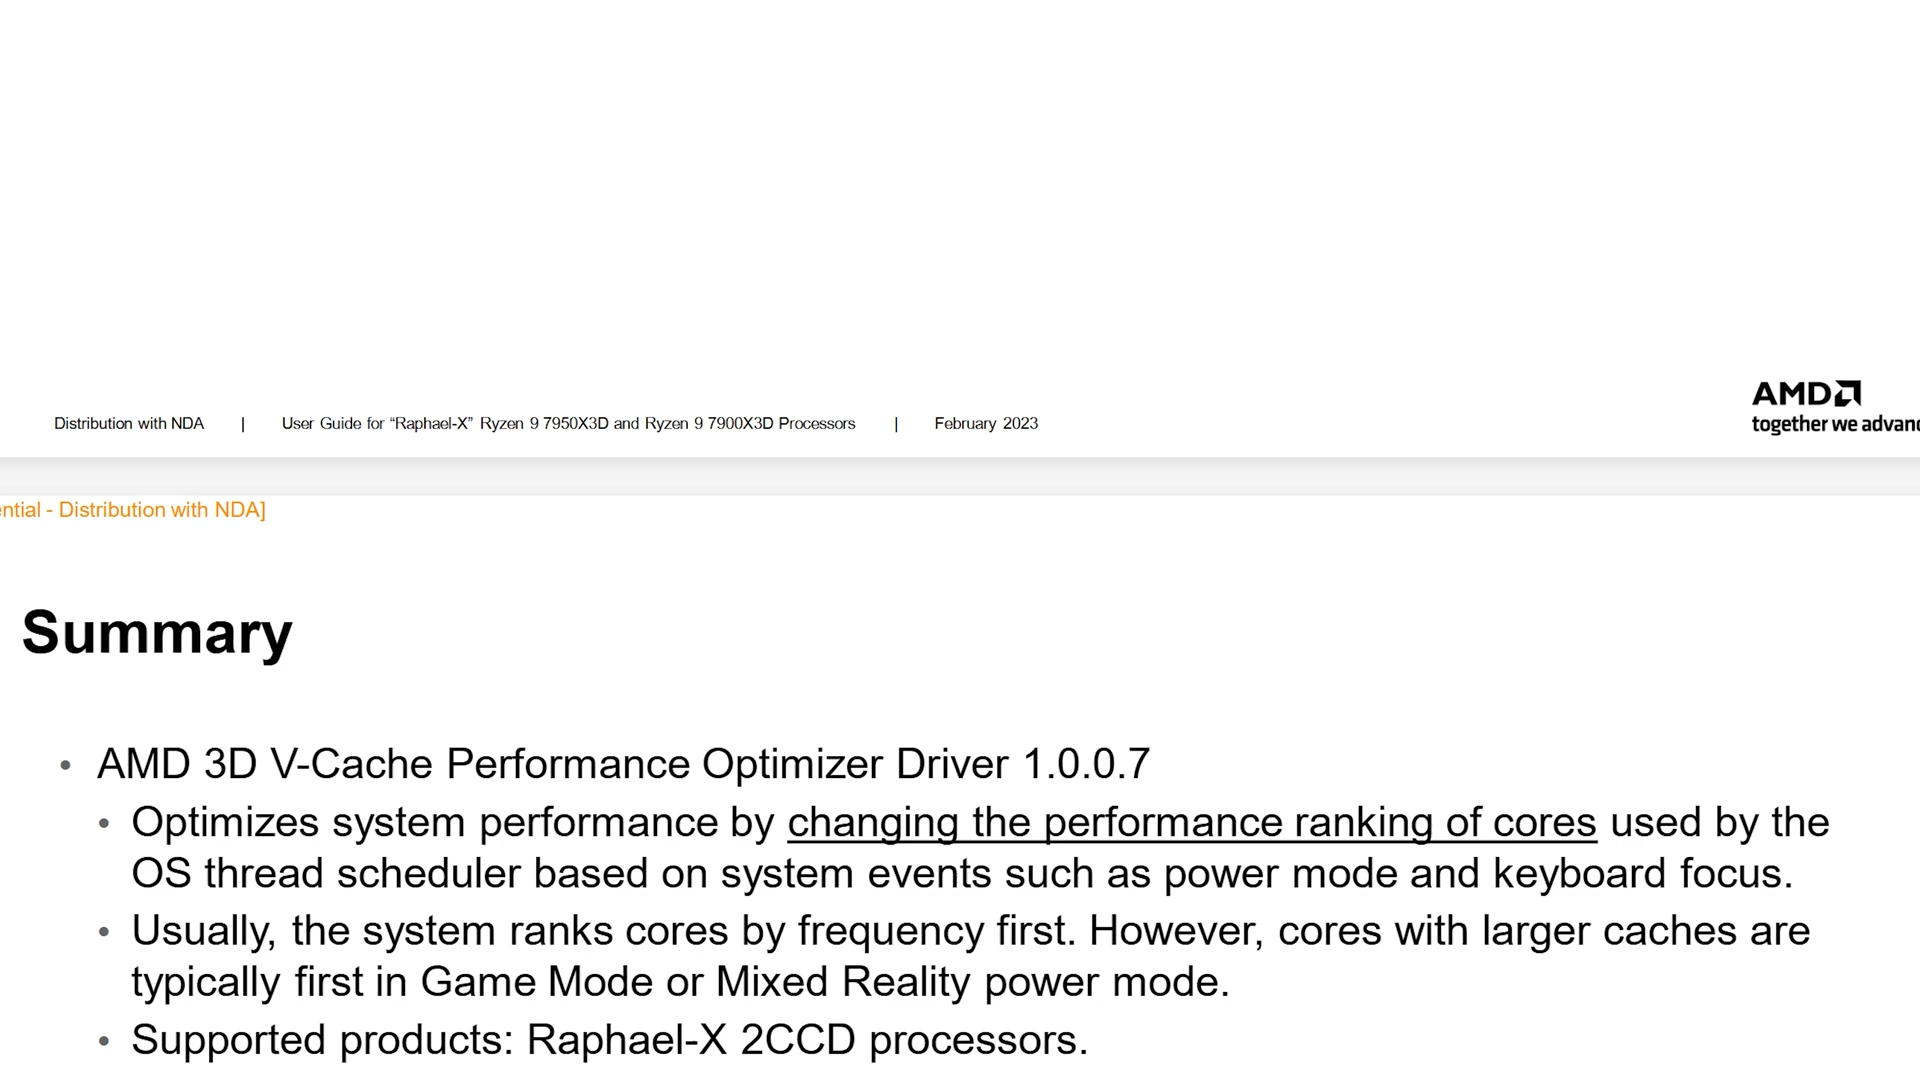 Distribution with NDA | User Guide for “Raphael-X” Ryzen 9 7950X3D and Ryzen 9 7900X3D Processors | February 2023
AMD
together we advanc
ential - Distribution with NDA]
Summary
• AMD 3D V-Cache Performance Optimizer Driver 1.0.0.7
• Optimizes system performance by changing the performance ranking of cores used by the
OS thread scheduler based on system events such as power mode and keyboard focus.
• Usually, the system ranks cores by frequency first. However, cores with larger caches are
typically first in Game Mode or Mixed Reality power mode.
• Supported products: Raphael-X 2CCD processors.